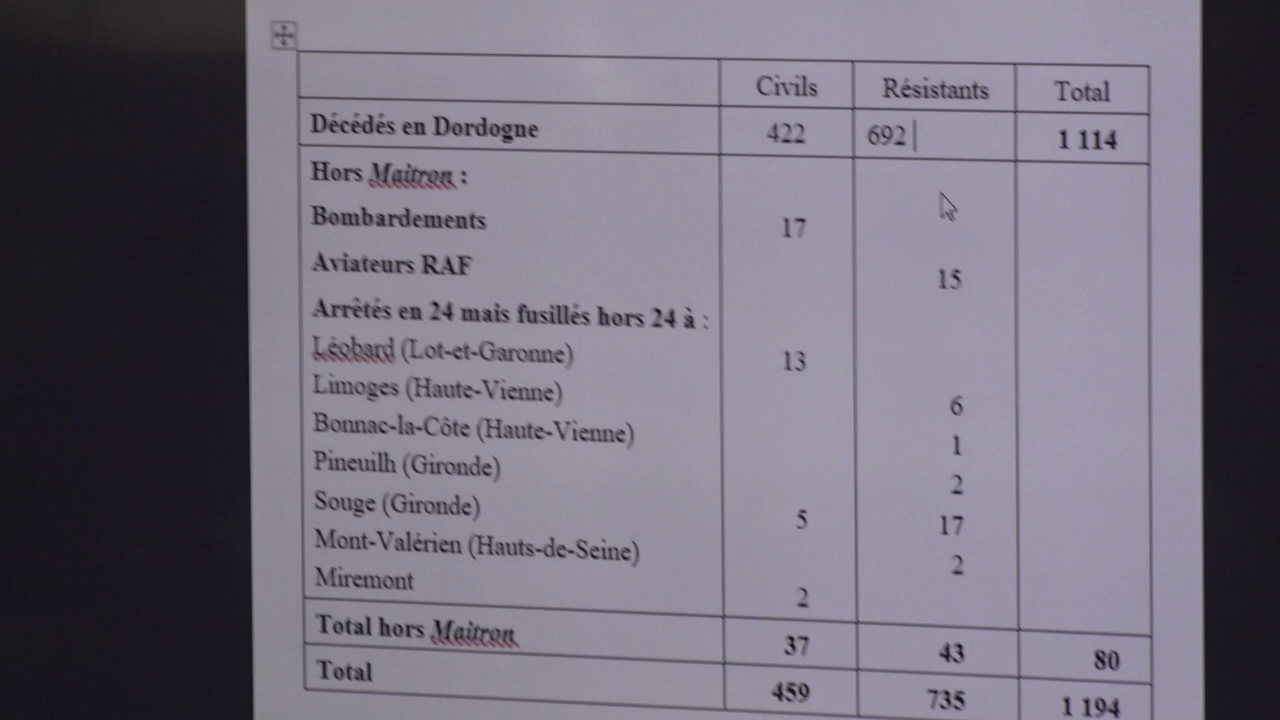 Civils Résistants Total
Décédés en Dordogne 422 692 1 114
Hors Maitron :
Bombardements 17
Aviateurs RAF 15
Arrêtés en 24 mais fusillés hors 24 à :
Léobard (Lot-et-Garonne) 13
Limoges (Haute-Vienne) 6
Bonnac-la-Côte (Haute-Vienne) 1
Pineuilh (Gironde) 2
Souge (Gironde) 5 17
Mont-Valérien (Hauts-de-Seine) 2
Miremont 2
Total hors Maitron 37 43 80
Total 459 735 1 194